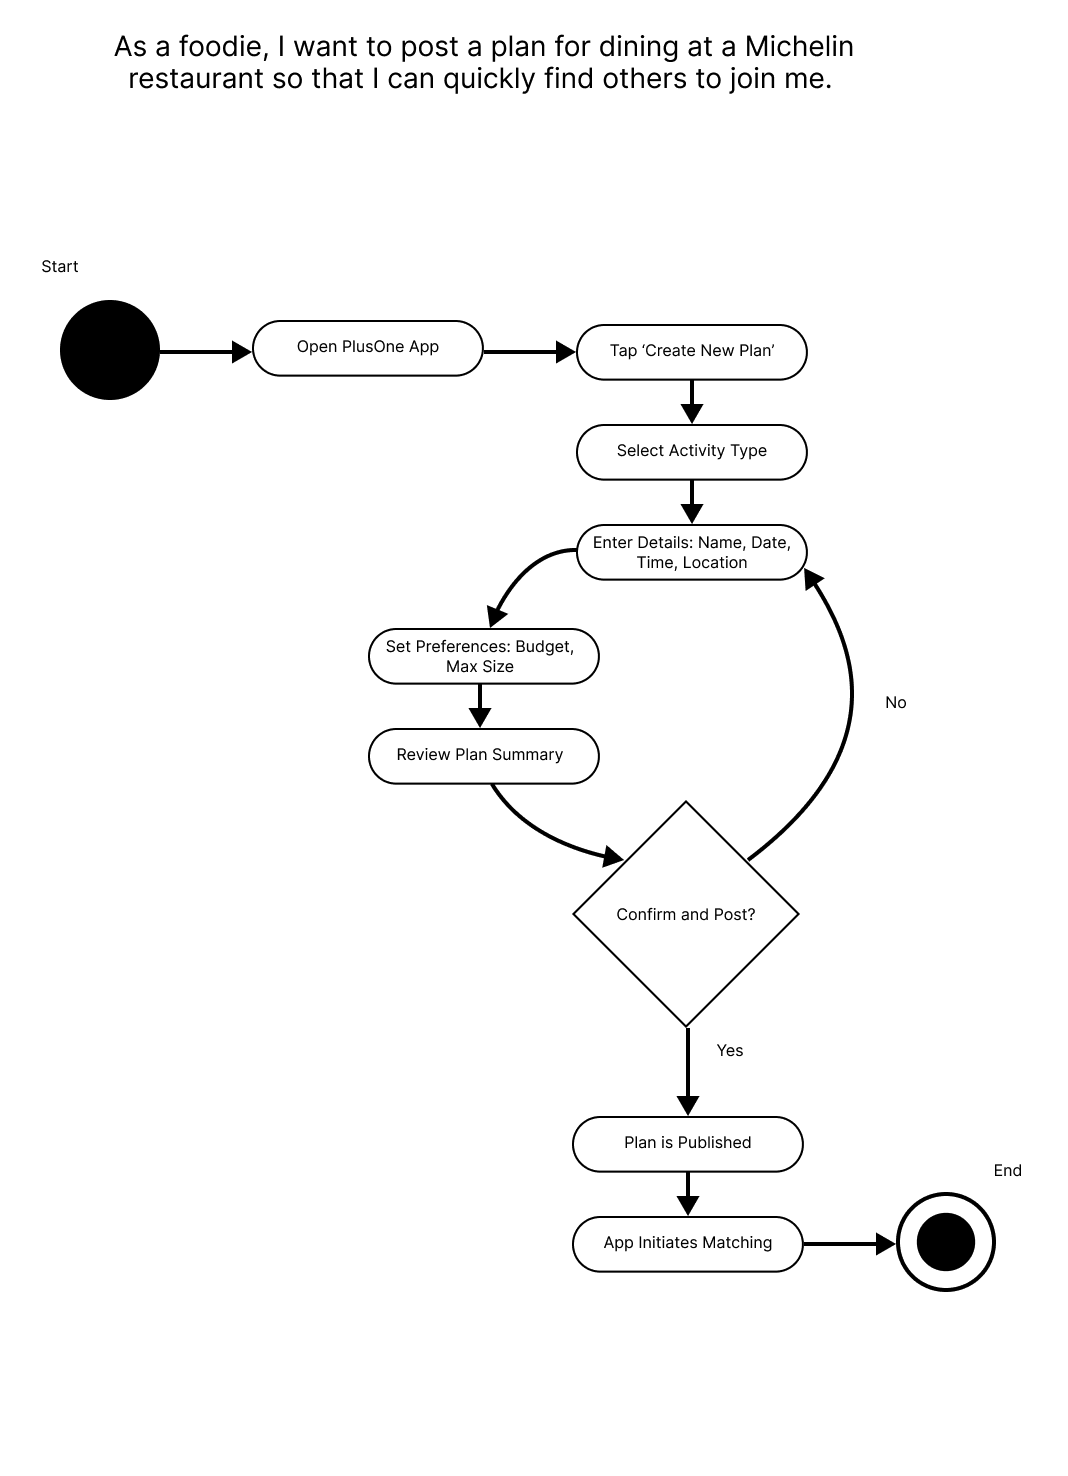 As a foodie, I want to post a plan for dining at a Michelin
restaurant so that I can quickly find others to join me.
Start
Open PlusOne App
Tap ‘Create New Plan’
Select Activity Type
Enter Details: Name, Date,
Time, Location
Set Preferences: Budget,
Max Size
No
Review Plan Summary
Confirm and Post?
Yes
Plan is Published
End
App Initiates Matching